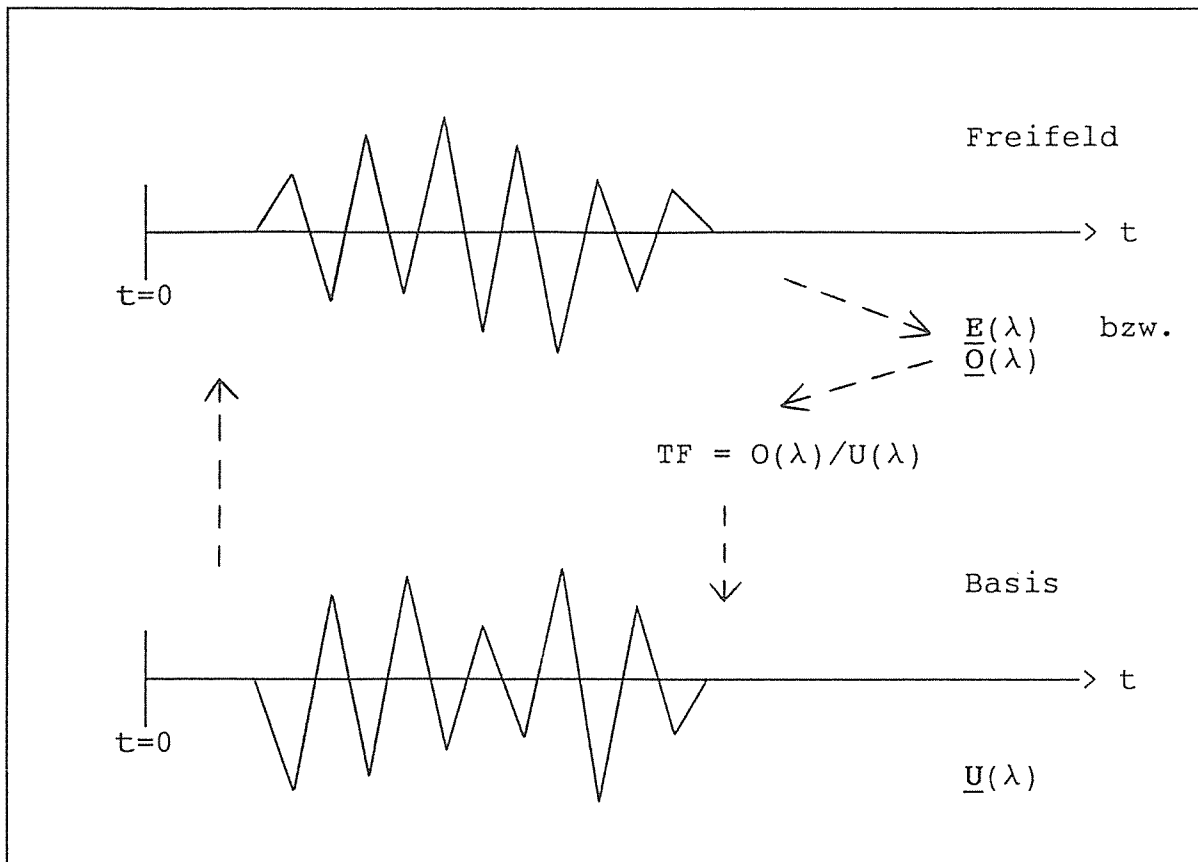 Freifeld
t
t=0
E(λ) bzw.
O(λ)
TF = O(λ)/U(λ)
Basis
t
t=0
U(λ)